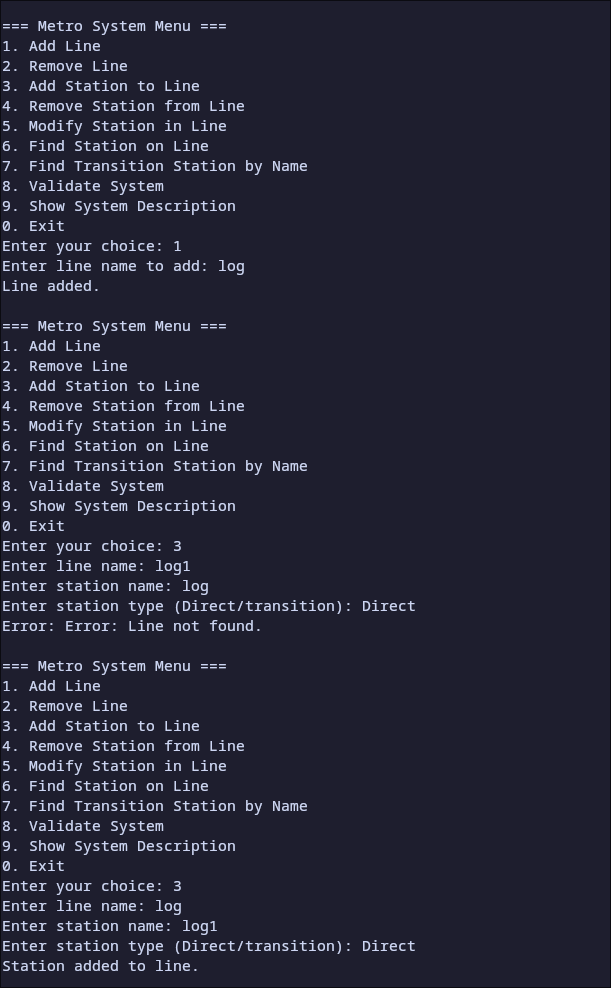 === Metro System Menu ===
1. Add Line
2. Remove Line
3. Add Station to Line
4. Remove Station from Line
5. Modify Station in Line
6. Find Station on Line
7. Find Transition Station by Name
8. Validate System
9. Show System Description
0. Exit
Enter your choice: 1
Enter line name to add: log
Line added.
=== Metro System Menu ===
1. Add Line
2. Remove Line
3. Add Station to Line
4. Remove Station from Line
5. Modify Station in Line
6. Find Station on Line
7. Find Transition Station by Name
8. Validate System
9. Show System Description
0. Exit
Enter your choice: 3
Enter line name: log1
Enter station name: log
Enter station type (Direct/transition): Direct
Error: Error: Line not found.
=== Metro System Menu ===
1. Add Line
2. Remove Line
3. Add Station to Line
4. Remove Station from Line
5. Modify Station in Line
6. Find Station on Line
7. Find Transition Station by Name
8. Validate System
9. Show System Description
0. Exit
Enter your choice: 3
Enter line name: log
Enter station name: log1
Enter station type (Direct/transition): Direct
Station added to line.